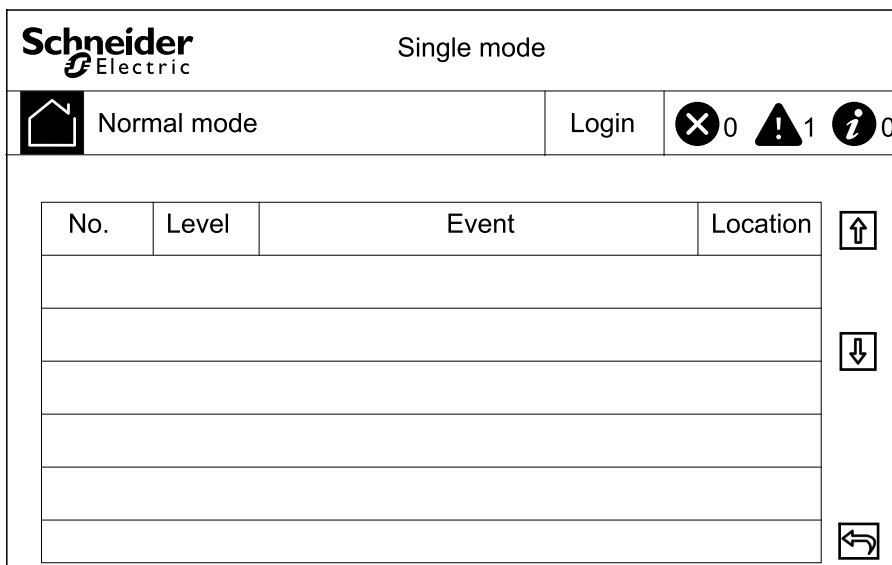 Schneider Single mode
Electric
Normal mode Login 0 1 0
No. Level Event Location